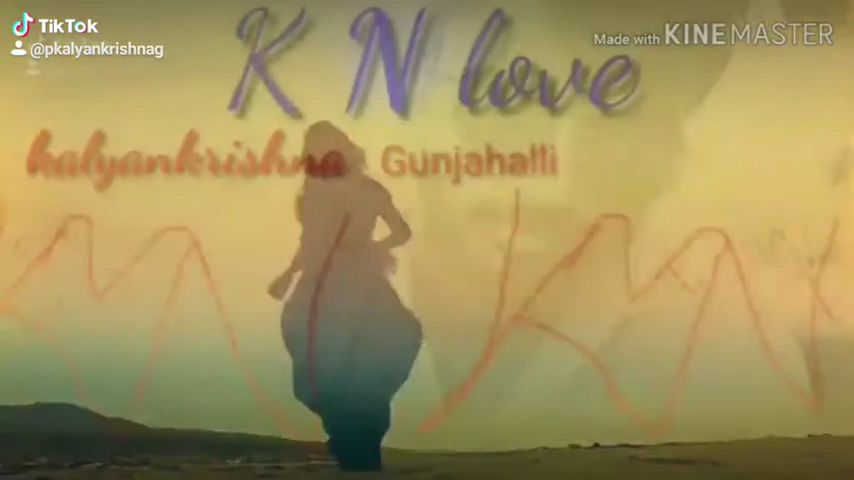 TikTok
@pkalyankrishnag
K N love
Made with KINEMASTER
kalyankrishna Gunjahalli